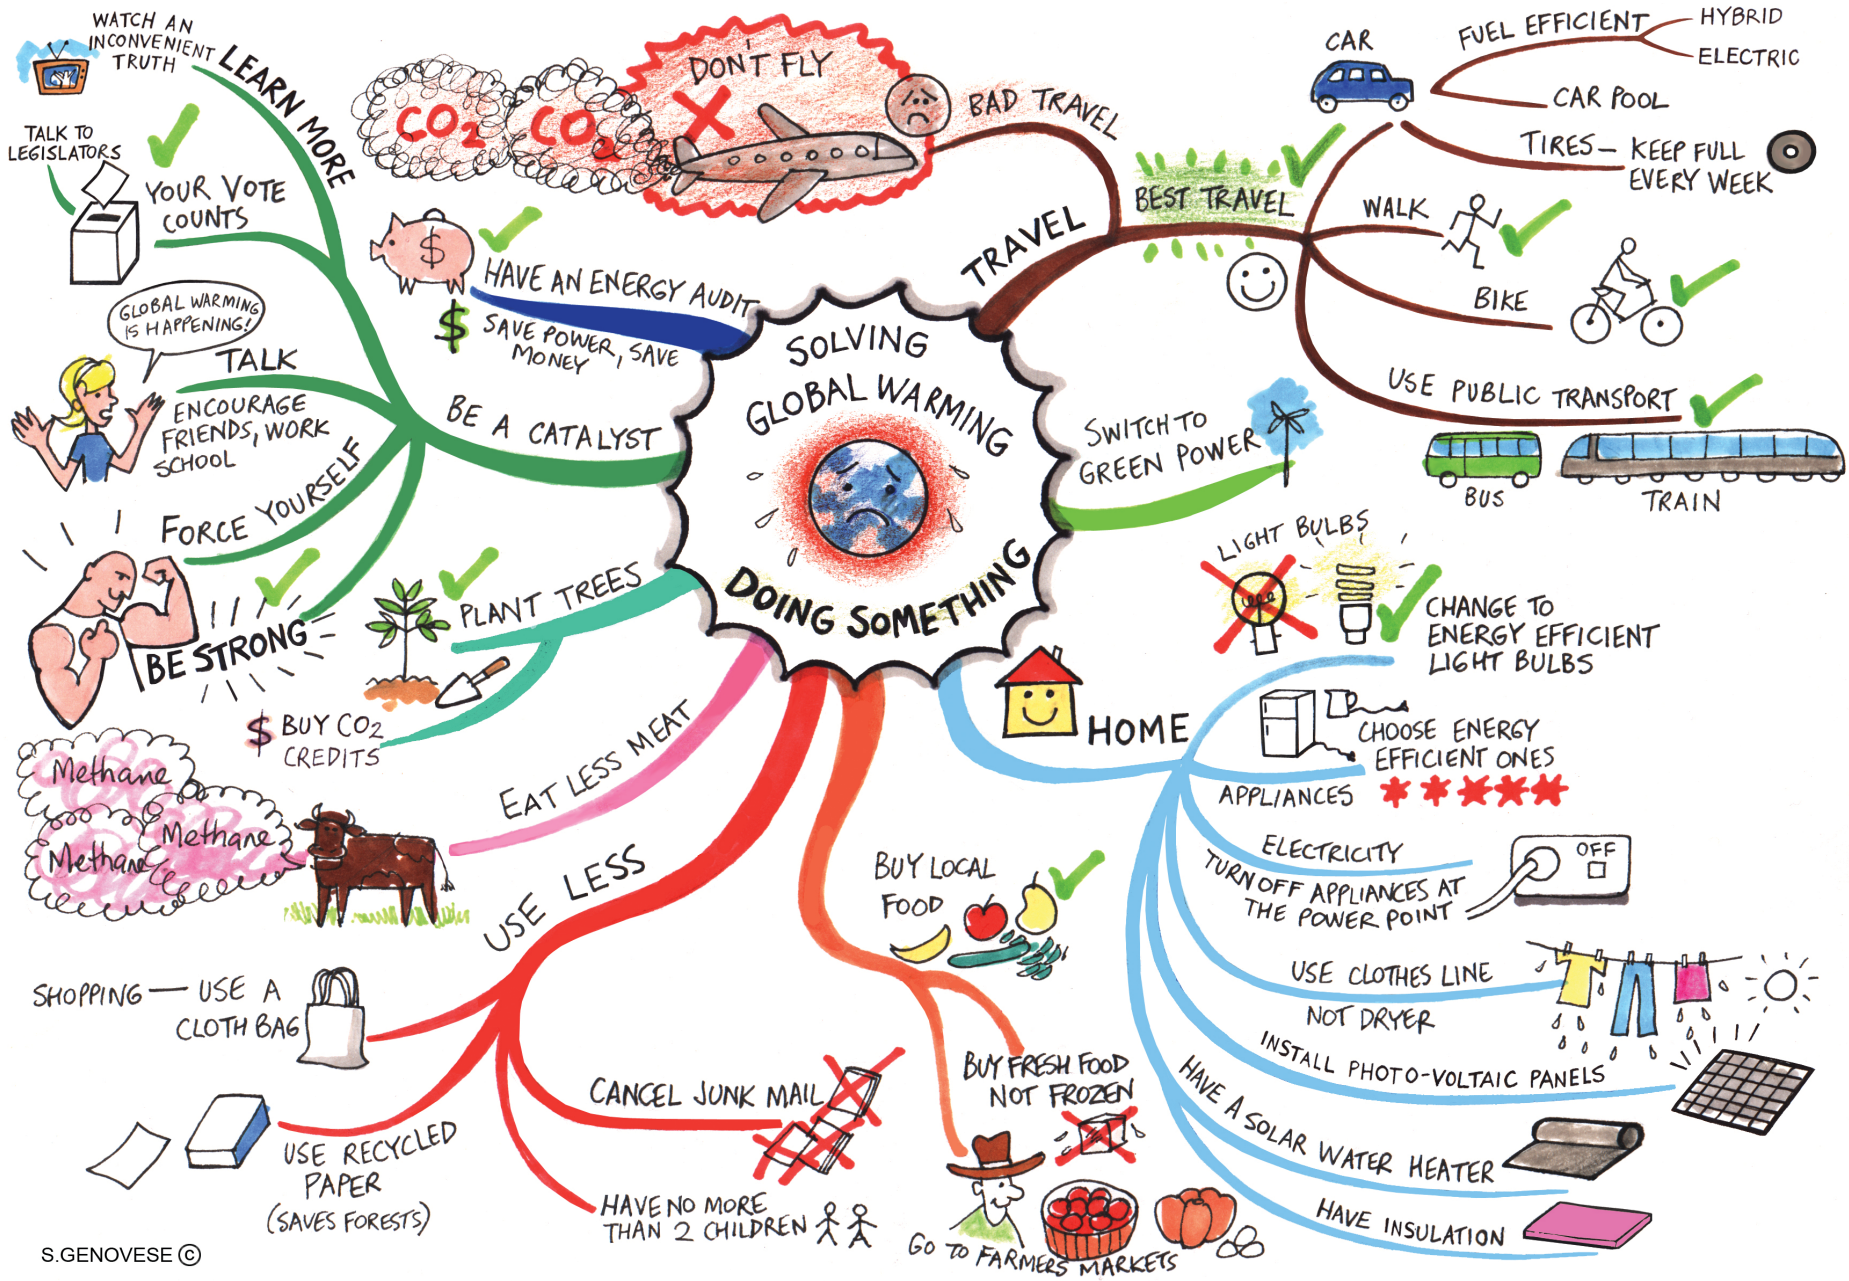 SOLVING
GLOBAL WARMING
DOING SOMETHING
TRAVEL
BAD TRAVEL
DON'T FLY
CO2
CO2
BEST TRAVEL
CAR
FUEL EFFICIENT
HYBRID
ELECTRIC
CAR POOL
TIRES - KEEP FULL
EVERY WEEK
WALK
BIKE
USE PUBLIC TRANSPORT
BUS
TRAIN
SWITCH TO
GREEN POWER
HOME
LIGHT BULBS
CHANGE TO
ENERGY EFFICIENT
LIGHT BULBS
CHOOSE ENERGY
EFFICIENT ONES
APPLIANCES
ELECTRICITY
TURN OFF APPLIANCES AT
THE POWER POINT
OFF
USE CLOTHES LINE
NOT DRYER
INSTALL PHOTO-VOLTAIC PANELS
HAVE A SOLAR WATER HEATER
HAVE INSULATION
BUY LOCAL
FOOD
BUY FRESH FOOD
NOT FROZEN
GO TO FARMERS MARKETS
USE LESS
SHOPPING — USE A
CLOTH BAG
USE RECYCLED
PAPER
(SAVES FORESTS)
CANCEL JUNK MAIL
HAVE NO MORE
THAN 2 CHILDREN
EAT LESS MEAT
Methane
Methane
Methane
PLANT TREES
$ BUY CO2
CREDITS
BE A CATALYST
LEARN MORE
WATCH AN
INCONVENIENT
TRUTH
TALK TO
LEGISLATORS
YOUR VOTE
COUNTS
GLOBAL WARMING
IS HAPPENING!
TALK
ENCOURAGE
FRIENDS, WORK
SCHOOL
FORCE YOURSELF
BE STRONG
HAVE AN ENERGY AUDIT
$
$ SAVE POWER, SAVE
MONEY
S.GENOVESE ©